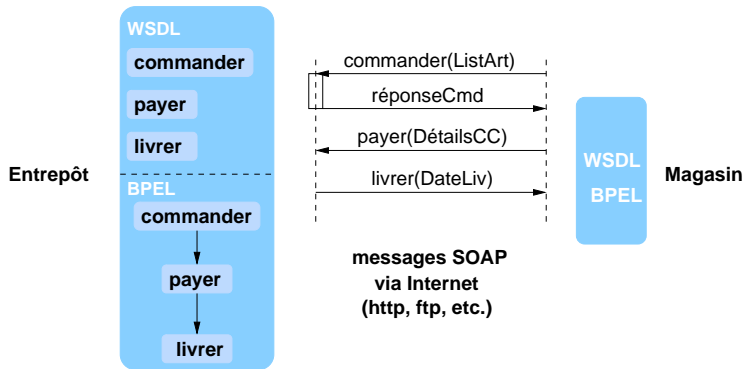 WSDL
commander
payer
livrer
Entrepôt
BPEL
commander
payer
livrer
commander(ListArt)
réponseCmd
payer(DétailsCC)
livrer(DateLiv)
messages SOAP
via Internet
(http, ftp, etc.)
WSDL
BPEL
Magasin